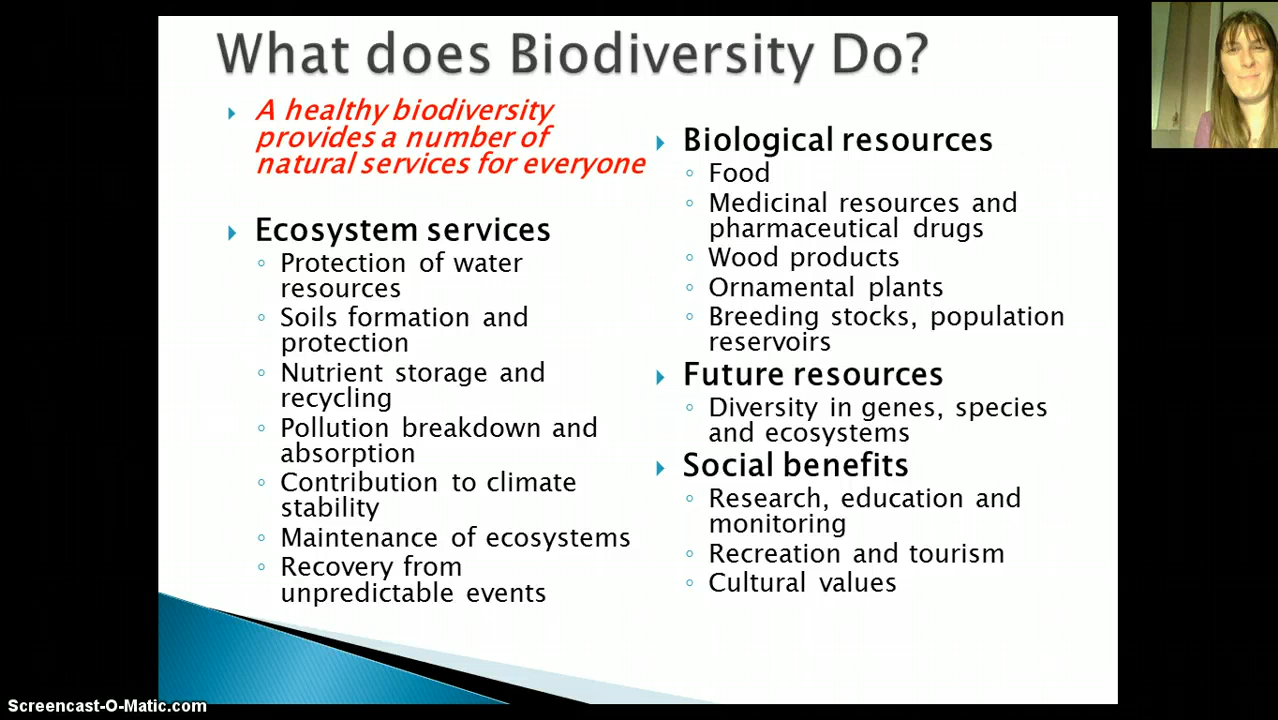 What does Biodiversity Do?
A healthy biodiversity
provides a number of
natural services for everyone
Ecosystem services
Protection of water
resources
Soils formation and
protection
Nutrient storage and
recycling
Pollution breakdown and
absorption
Contribution to climate
stability
Maintenance of ecosystems
Recovery from
unpredictable events
Biological resources
Food
Medicinal resources and
pharmaceutical drugs
Wood products
Ornamental plants
Breeding stocks, population
reservoirs
Future resources
Diversity in genes, species
and ecosystems
Social benefits
Research, education and
monitoring
Recreation and tourism
Cultural values
Screencast-O-Matic.com